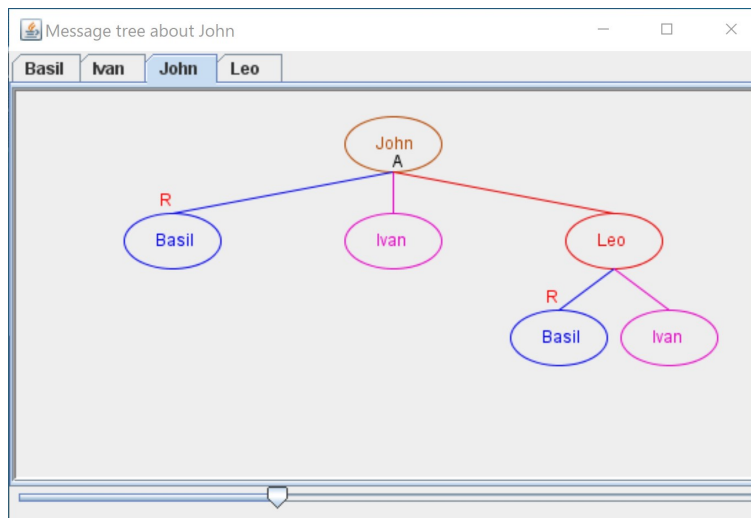 Message tree about John
Basil Ivan John Leo
John
A
R
Basil Ivan Leo
R
Basil Ivan